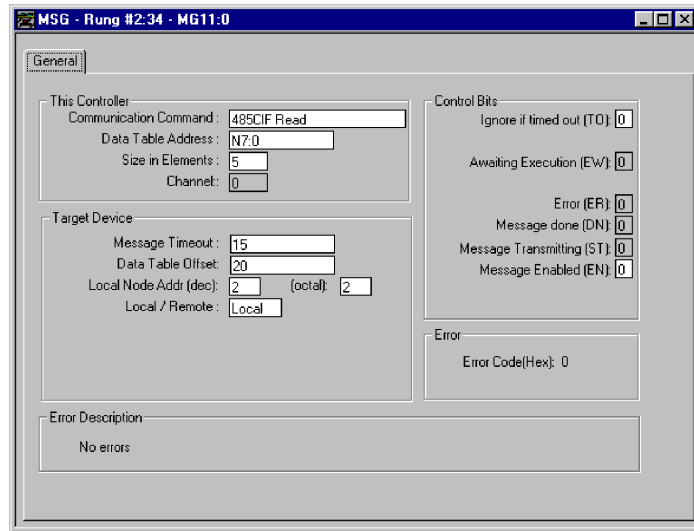 MSG - Rung #2:34 - MG11:0
General
This Controller
Communication Command : 485CIF Read
Data Table Address : N7:0
Size in Elements : 5
Channel: 0
Target Device
Message Timeout : 15
Data Table Offset: 20
Local Node Addr (dec): 2 (octal): 2
Local / Remote : Local
Control Bits
Ignore if timed out (TO): 0
Awaiting Execution (EW): 0
Error (ER): 0
Message done (DN): 0
Message Transmitting (ST): 0
Message Enabled (EN): 0
Error
Error Code(Hex): 0
Error Description
No errors